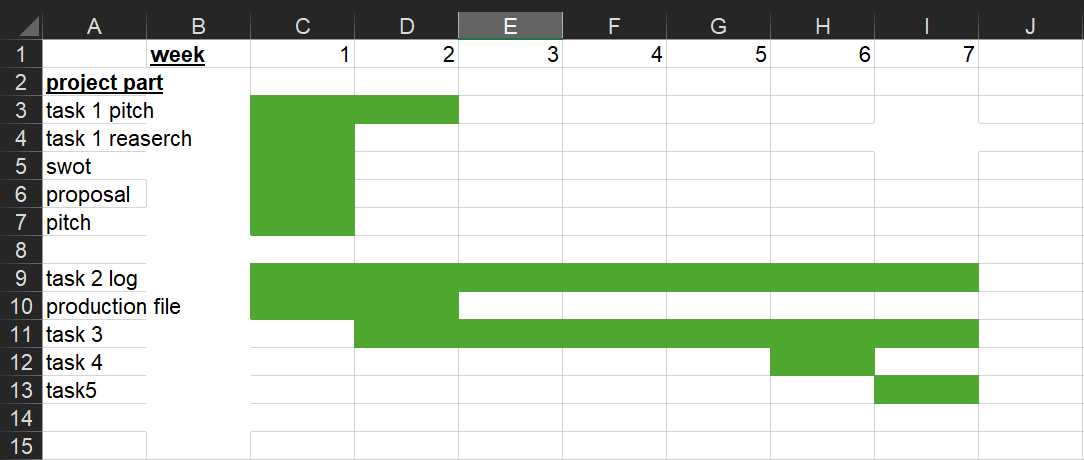 A B C D E F G H I J
1 week 1 2 3 4 5 6 7
2 project part
3 task 1 pitch
4 task 1 reaserch
5 swot
6 proposal
7 pitch
8
9 task 2 log
10 production file
11 task 3
12 task 4
13 task5
14
15